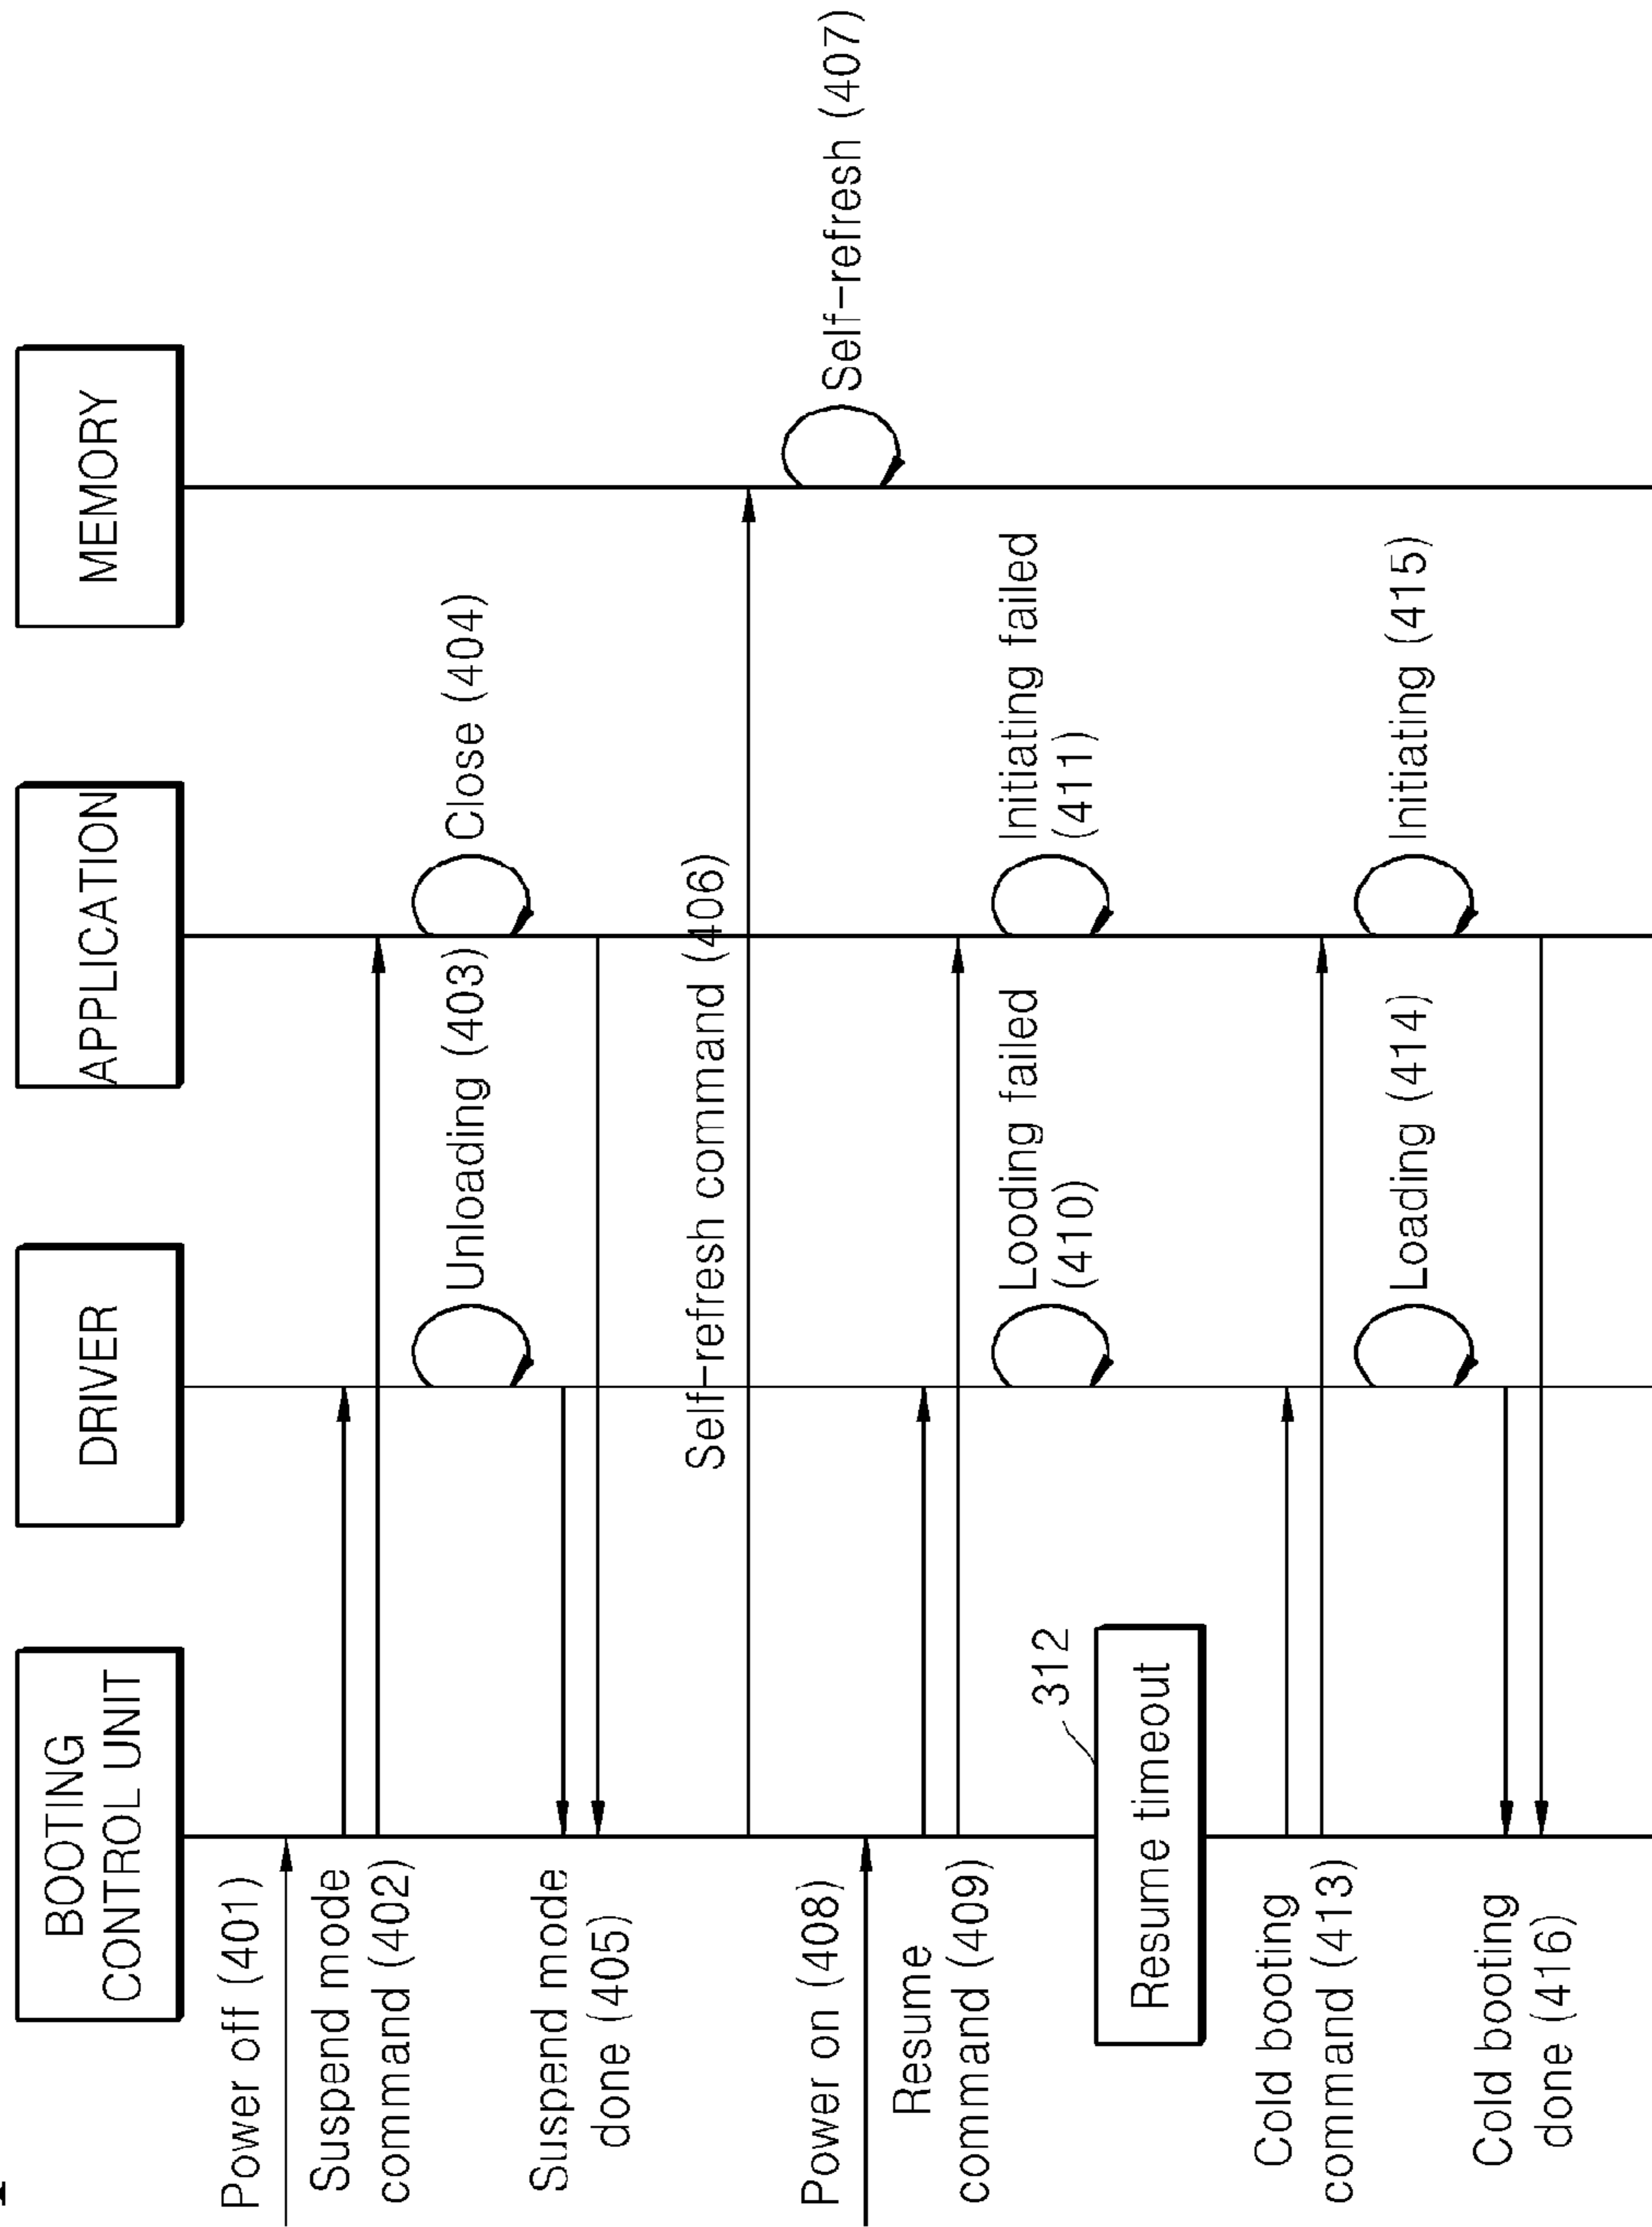 BOOTING
CONTROL UNIT
DRIVER
APPLICATION
MEMORY
Power off (401)
Suspend mode
command (402)
Unloading (403)
Close (404)
Suspend mode
done (405)
Self-refresh command (406)
Self-refresh (407)
Power on (408)
Resume
command (409)
Looding failed
(410)
Initiating failed
(411)
312
Resume timeout
Cold booting
command (413)
Loading (414)
Initiating (415)
Cold booting
done (416)